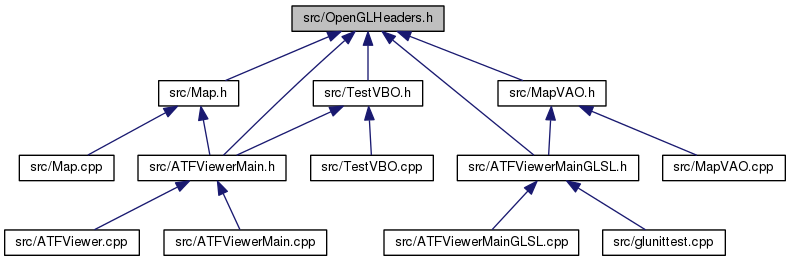 src/OpenGLHeaders.h
src/Map.h
src/TestVBO.h
src/MapVAO.h
src/Map.cpp
src/ATFViewerMain.h
src/TestVBO.cpp
src/ATFViewerMainGLSL.h
src/MapVAO.cpp
src/ATFViewer.cpp
src/ATFViewerMain.cpp
src/ATFViewerMainGLSL.cpp
src/glunittest.cpp